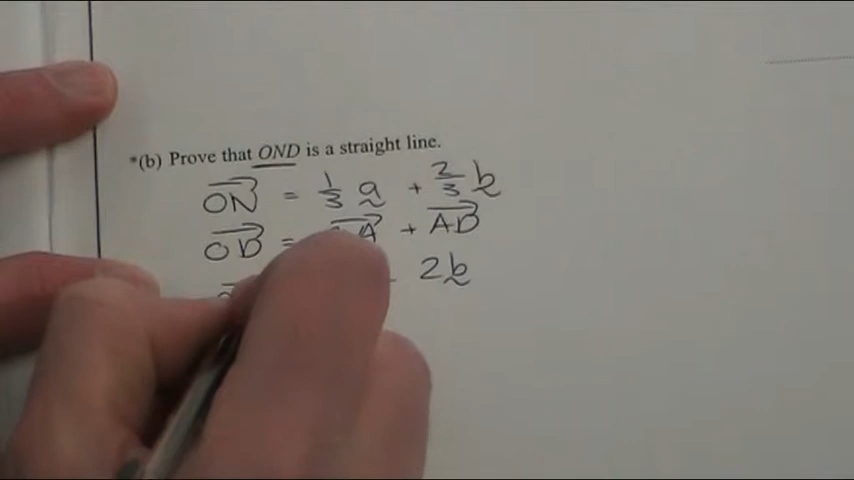 *(b) Prove that OND is a straight line.
ON = 1/3 a + 2/3 b
OD = A + AD
2b